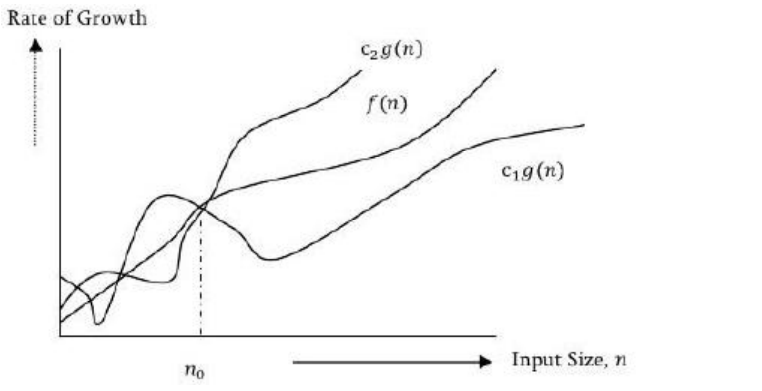 Rate of Growth
c₂g(n)
f(n)
c₁g(n)
n₀
Input Size, n